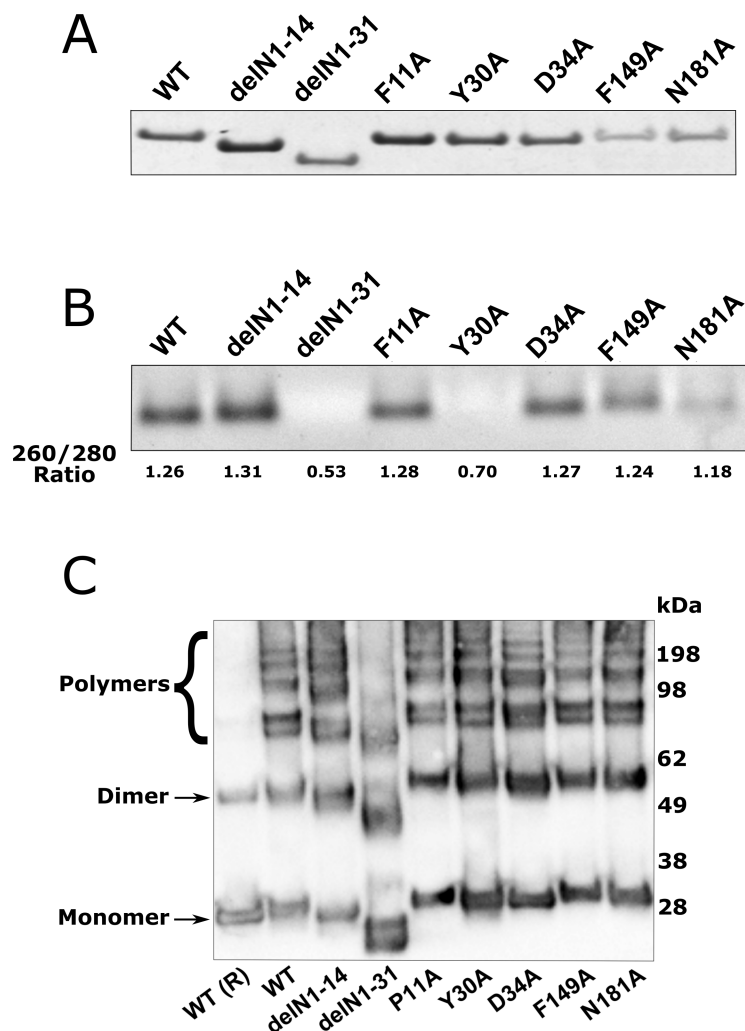 A
WT delN1-14 delN1-31 F11A Y30A D34A F149A N181A
B
WT delN1-14 delN1-31 F11A Y30A D34A F149A N181A
260/280
Ratio 1.26 1.31 0.53 1.28 0.70 1.27 1.24 1.18
C
kDa
198
Polymers 98
62
Dimer 49
38
Monomer 28
WT (R) WT delN1-14 delN1-31 P11A Y30A D34A F149A N181A